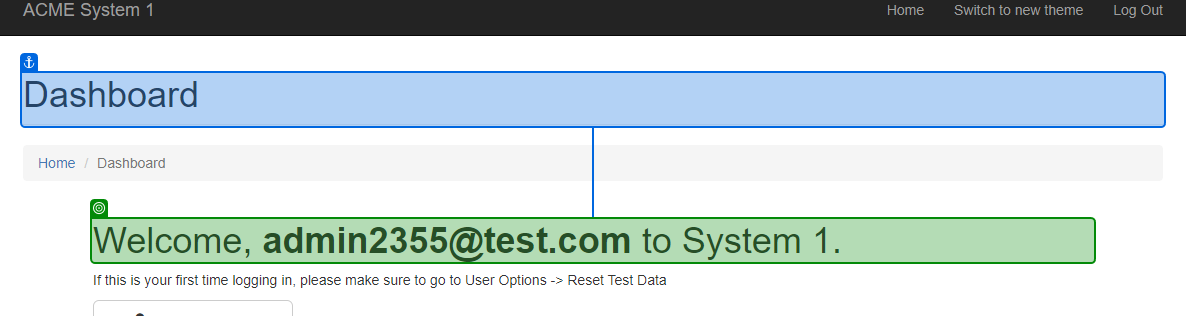 ACME System 1 Home Switch to new theme Log Out
Dashboard
Home / Dashboard
Welcome, admin2355@test.com to System 1.
If this is your first time logging in, please make sure to go to User Options -> Reset Test Data